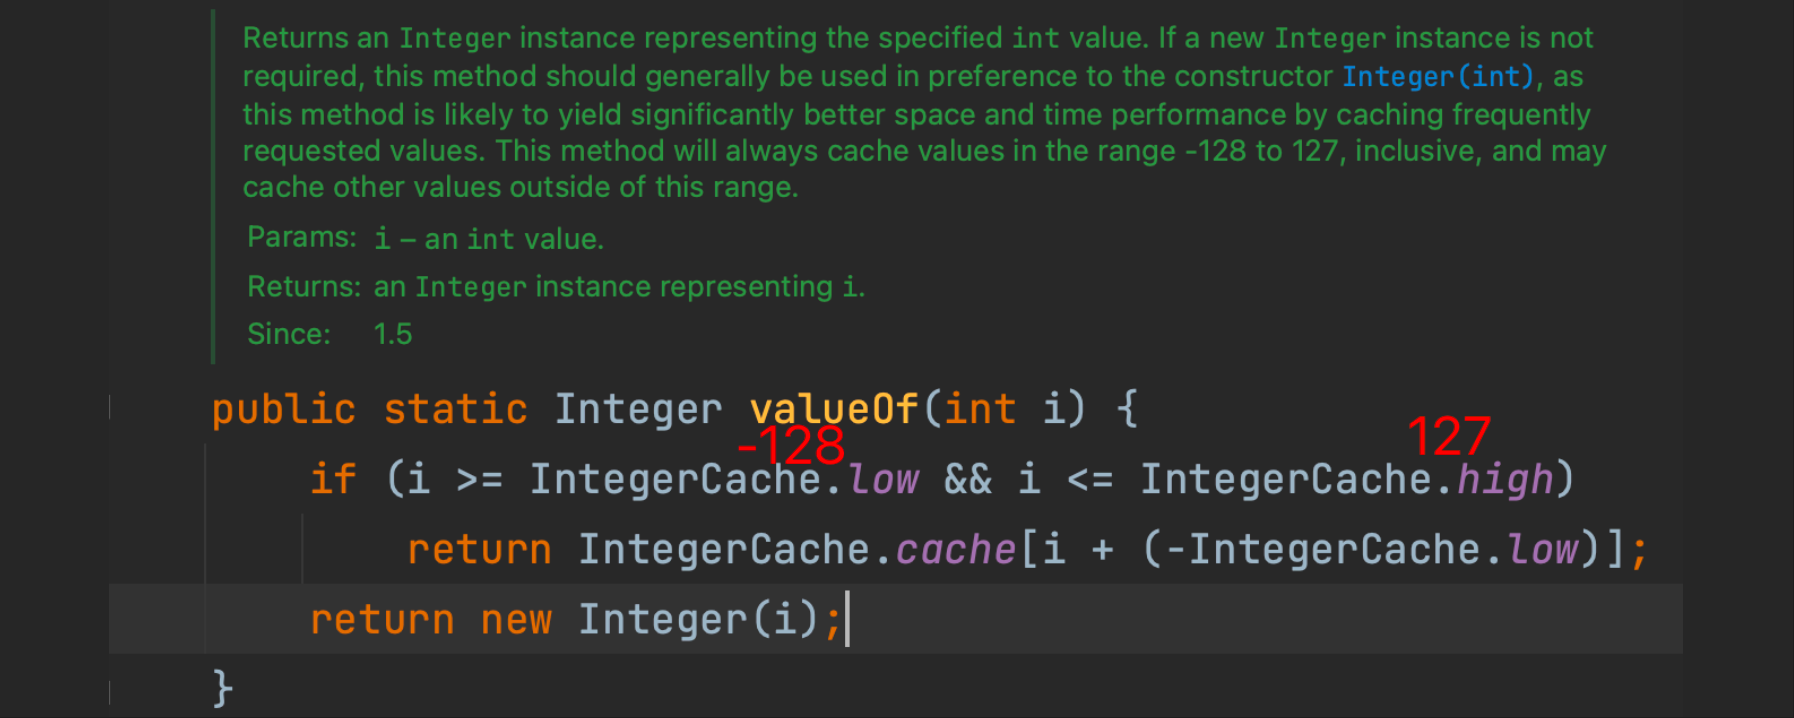 Returns an Integer instance representing the specified int value. If a new Integer instance is not
required, this method should generally be used in preference to the constructor Integer(int), as
this method is likely to yield significantly better space and time performance by caching frequently
requested values. This method will always cache values in the range -128 to 127, inclusive, and may
cache other values outside of this range.
Params: i – an int value.
Returns: an Integer instance representing i.
Since: 1.5
public static Integer valueOf(int i) {
-128 127
if (i >= IntegerCache.low && i <= IntegerCache.high)
return IntegerCache.cache[i + (-IntegerCache.low)];
return new Integer(i);
}